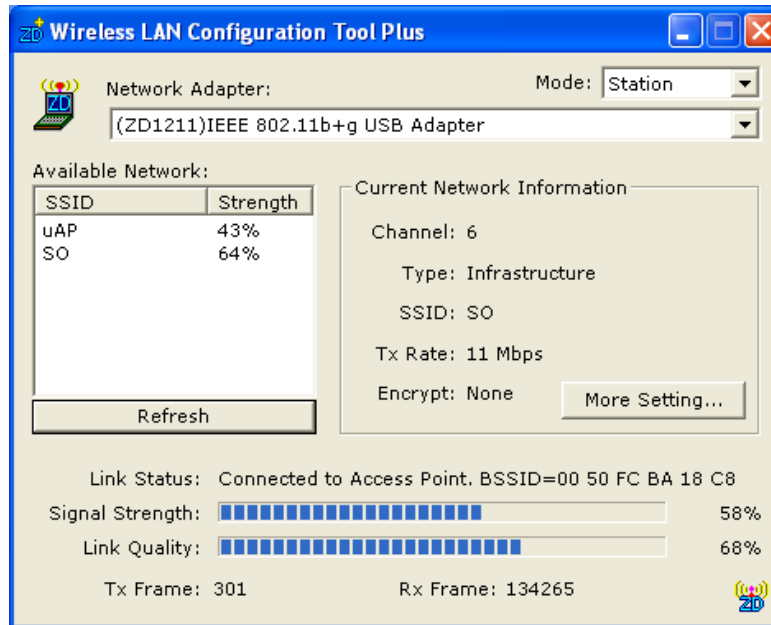 ZD Wireless LAN Configuration Tool Plus
Mode: Station
ZD Network Adapter:
(ZD1211)IEEE 802.11b+g USB Adapter
Available Network:
SSID Strength
uAP 43%
SO 64%
Refresh
Current Network Information
Channel: 6
Type: Infrastructure
SSID: SO
Tx Rate: 11 Mbps
Encrypt: None
More Setting...
Link Status: Connected to Access Point. BSSID=00 50 FC BA 18 C8
Signal Strength: 58%
Link Quality: 68%
Tx Frame: 301 Rx Frame: 134265
ZD